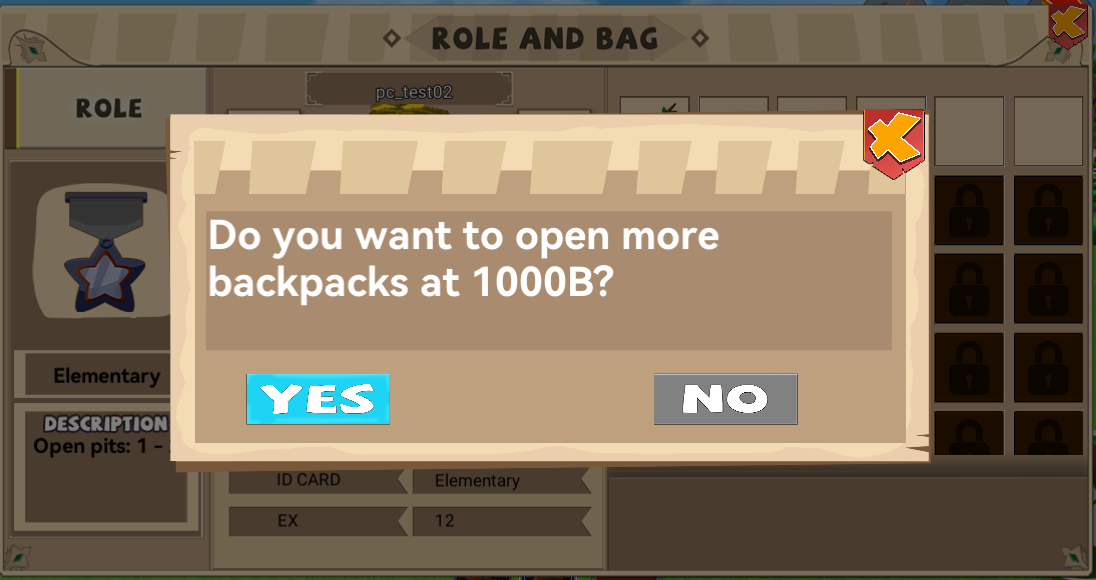 ROLE AND BAG
pc_test02
ROLE
Do you want to open more
backpacks at 1000B?
YES
NO
Elementary
DESCRIPTION
Open pits: 1 -
ID CARD
Elementary
EX
12